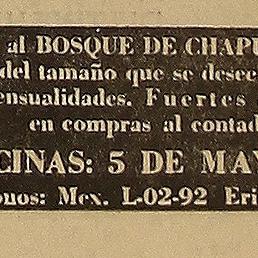 al BOSQUE DE CHAPU
del tamaño que se desee
ensualidades. Fuertes
en compras al contad
CINAS: 5 DE MAY
onos: Mex. L-02-92 Eri